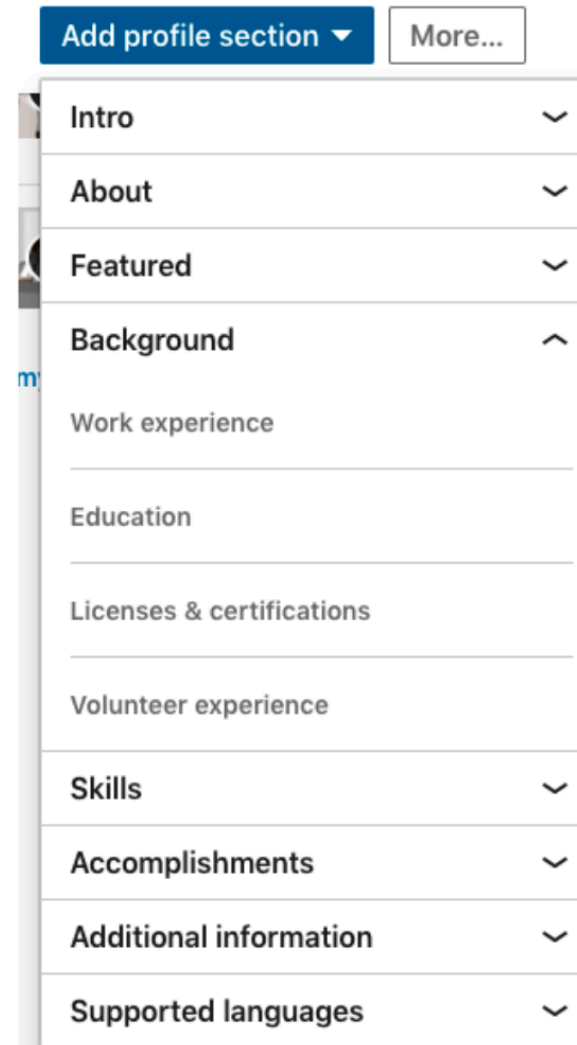 Add profile section
More...
Intro
About
Featured
Background
my
Work experience
Education
Licenses & certifications
Volunteer experience
Skills
Accomplishments
Additional information
Supported languages